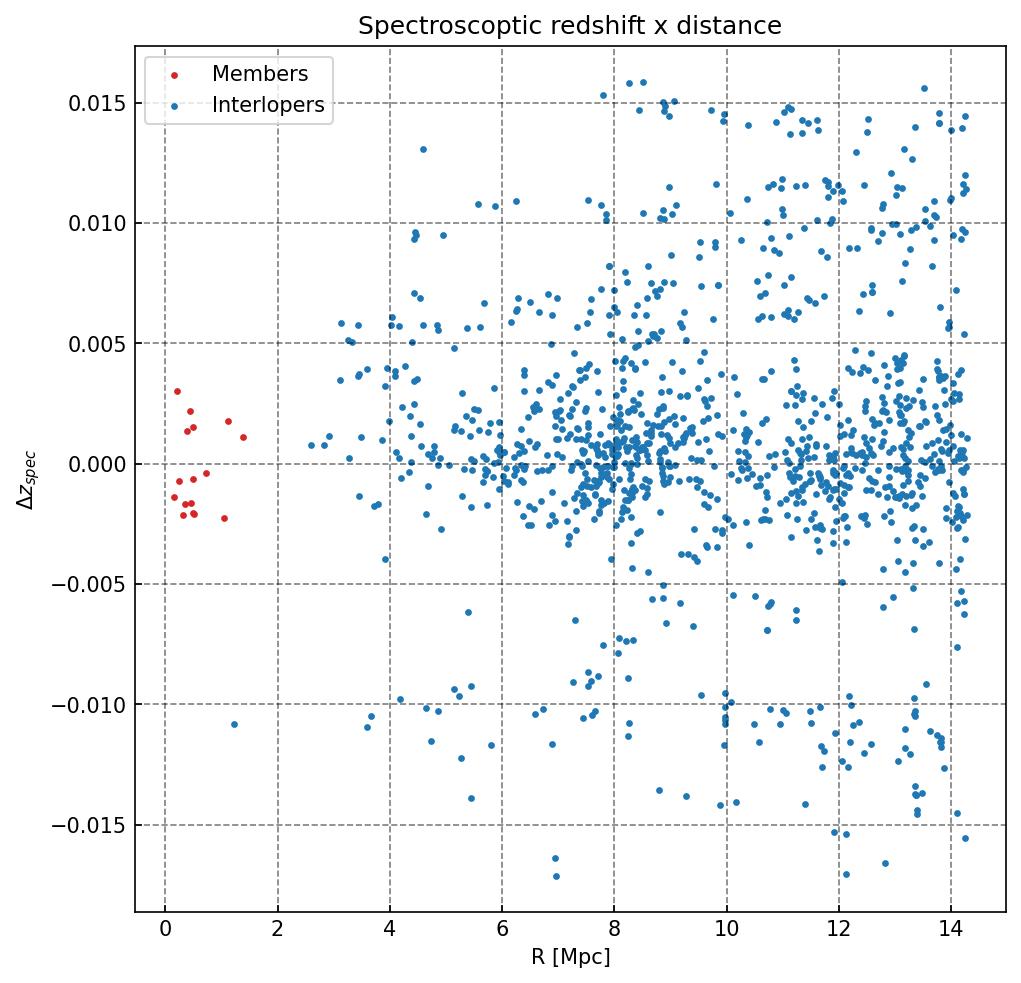 Spectroscoptic redshift x distance
Members
Interlopers
0.015
0.010
0.005
0.000
−0.005
−0.010
−0.015
Δz_spec
0 2 4 6 8 10 12 14
R [Mpc]